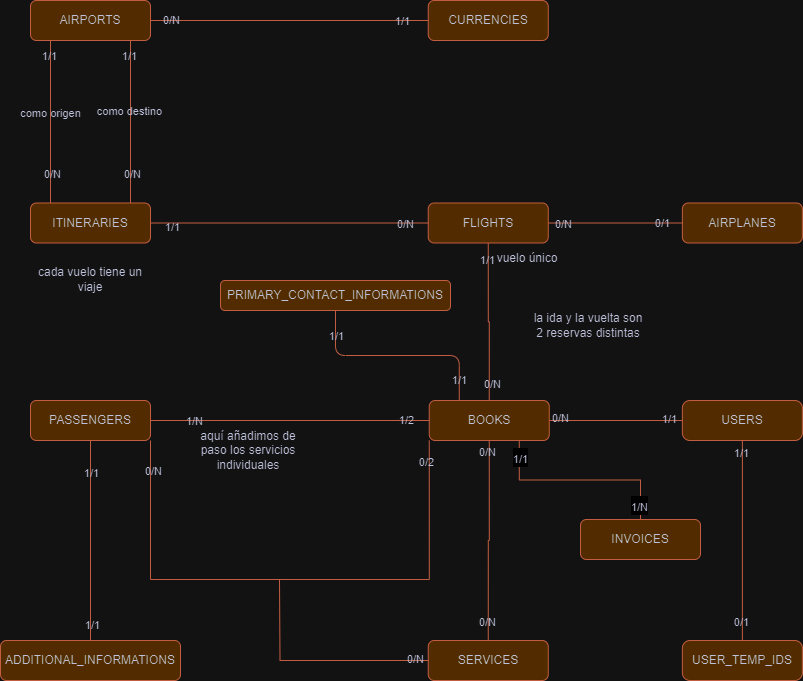 AIRPORTS
0/N
1/1
CURRENCIES
1/1
1/1
como origen
como destino
0/N
0/N
ITINERARIES
1/1
0/N
FLIGHTS
0/N
0/1
AIRPLANES
cada vuelo tiene un
viaje
1/1
vuelo único
PRIMARY_CONTACT_INFORMATIONS
la ida y la vuelta son
2 reservas distintas
1/1
1/1
0/N
PASSENGERS
1/N
1/2
BOOKS
0/N
1/1
USERS
aquí añadimos de
paso los servicios
individuales
1/1
0/N
0/2
0/N
1/1
1/1
1/N
INVOICES
1/1
0/N
0/1
ADDITIONAL_INFORMATIONS
0/N
SERVICES
USER_TEMP_IDS